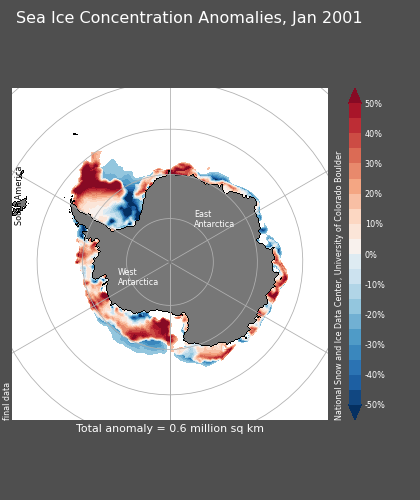 Sea Ice Concentration Anomalies, Jan 2001
South America
East
Antarctica
West
Antarctica
50%
40%
30%
20%
10%
0%
-10%
-20%
-30%
-40%
-50%
National Snow and Ice Data Center, University of Colorado Boulder
final data
Total anomaly = 0.6 million sq km